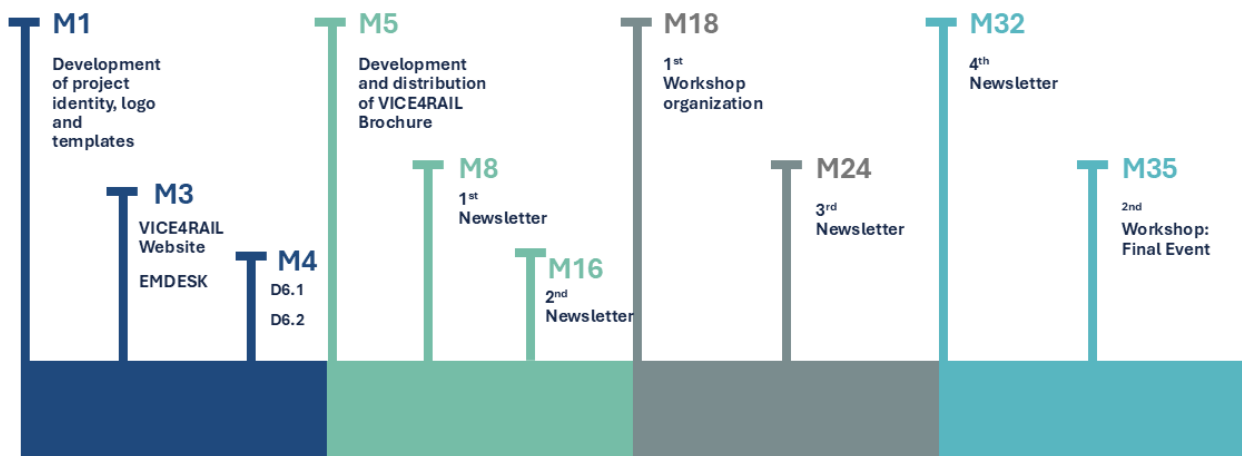 M1
Development
of project
identity, logo
and
templates
M3
VICE4RAIL
Website
EMDESK
M4
D6.1
D6.2
M5
Development
and distribution
of VICE4RAIL
Brochure
M8
1st
Newsletter
M16
2nd
Newsletter
M18
1st
Workshop
organization
M24
3rd
Newsletter
M32
4th
Newsletter
M35
2nd
Workshop:
Final Event